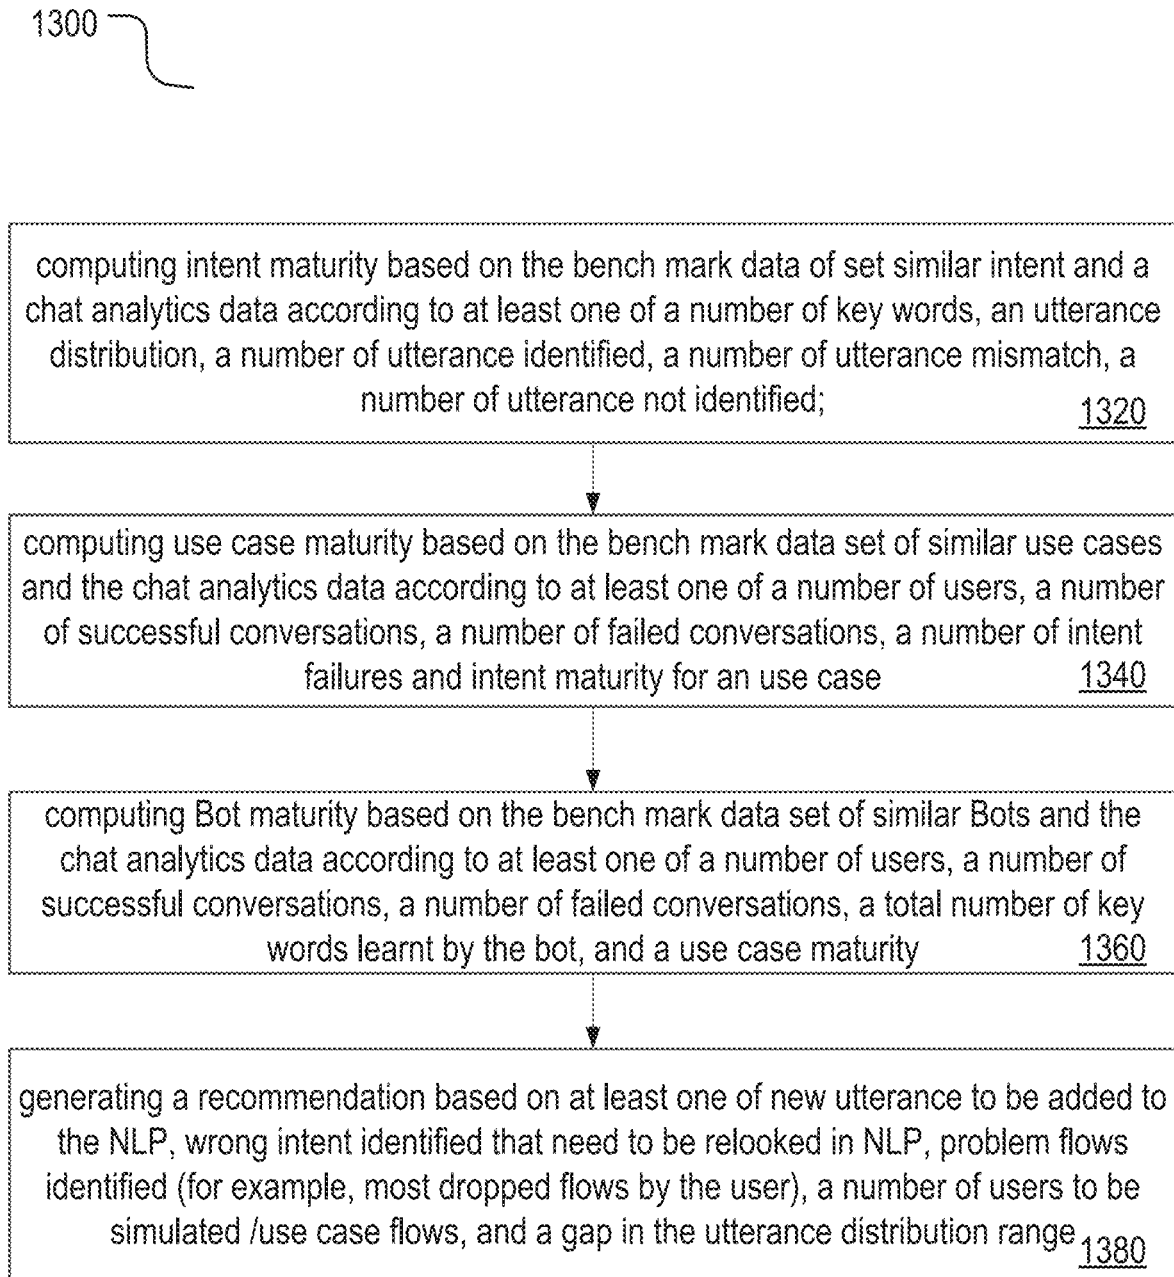 1300
computing intent maturity based on the bench mark data of set similar intent and a
chat analytics data according to at least one of a number of key words, an utterance
distribution, a number of utterance identified, a number of utterance mismatch, a
number of utterance not identified;
1320
computing use case maturity based on the bench mark data set of similar use cases
and the chat analytics data according to at least one of a number of users, a number
of successful conversations, a number of failed conversations, a number of intent
failures and intent maturity for an use case
1340
computing Bot maturity based on the bench mark data set of similar Bots and the
chat analytics data according to at least one of a number of users, a number of
successful conversations, a number of failed conversations, a total number of key
words learnt by the bot, and a use case maturity
1360
generating a recommendation based on at least one of new utterance to be added to
the NLP, wrong intent identified that need to be relooked in NLP, problem flows
identified (for example, most dropped flows by the user), a number of users to be
simulated /use case flows, and a gap in the utterance distribution range
1380